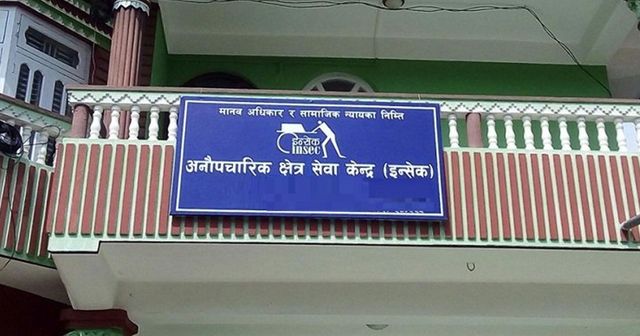 मानव अधिकार र सामाजिक न्यायका निम्ति
इन्सेक
insec
अनौपचारिक क्षेत्र सेवा केन्द्र (इन्सेक)